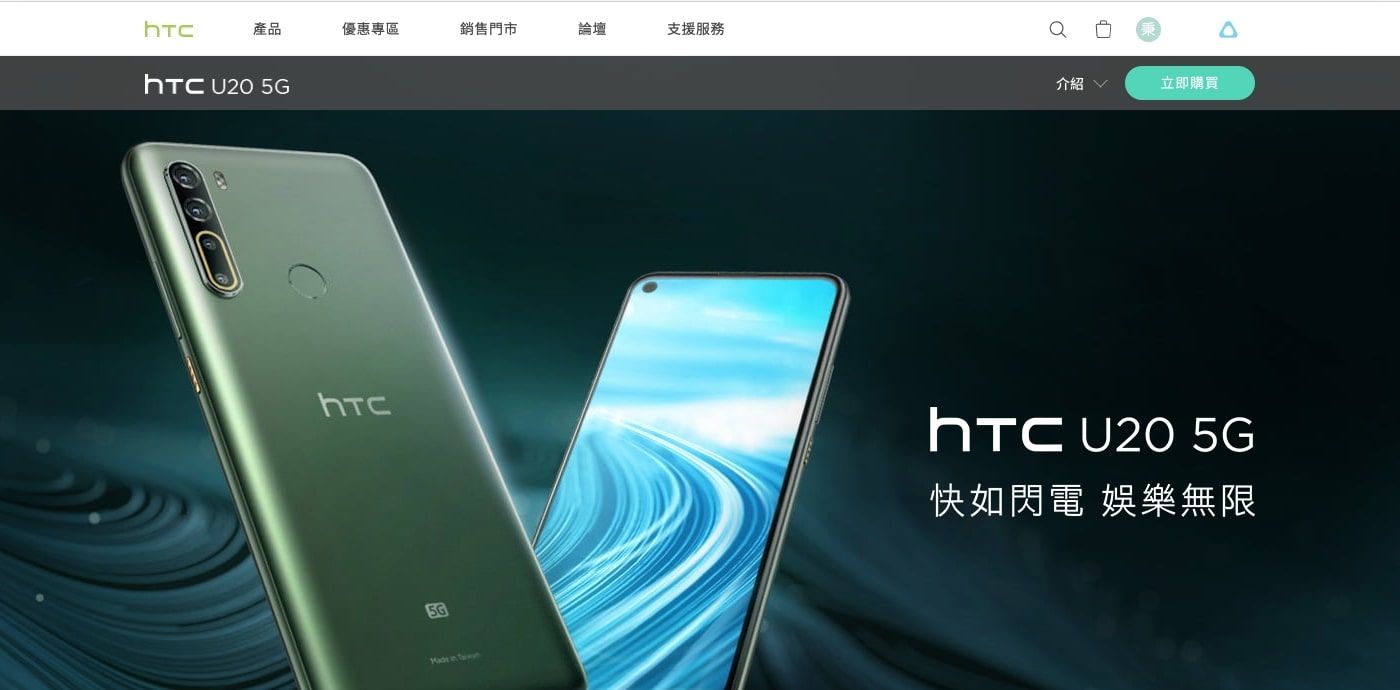 hTC
產品
優惠專區
銷售門市
論壇
支援服務
秉
hTC U20 5G
介紹
立即購買
hTC
5G
Made in Taiwan
hTC U20 5G
快如閃電 娛樂無限